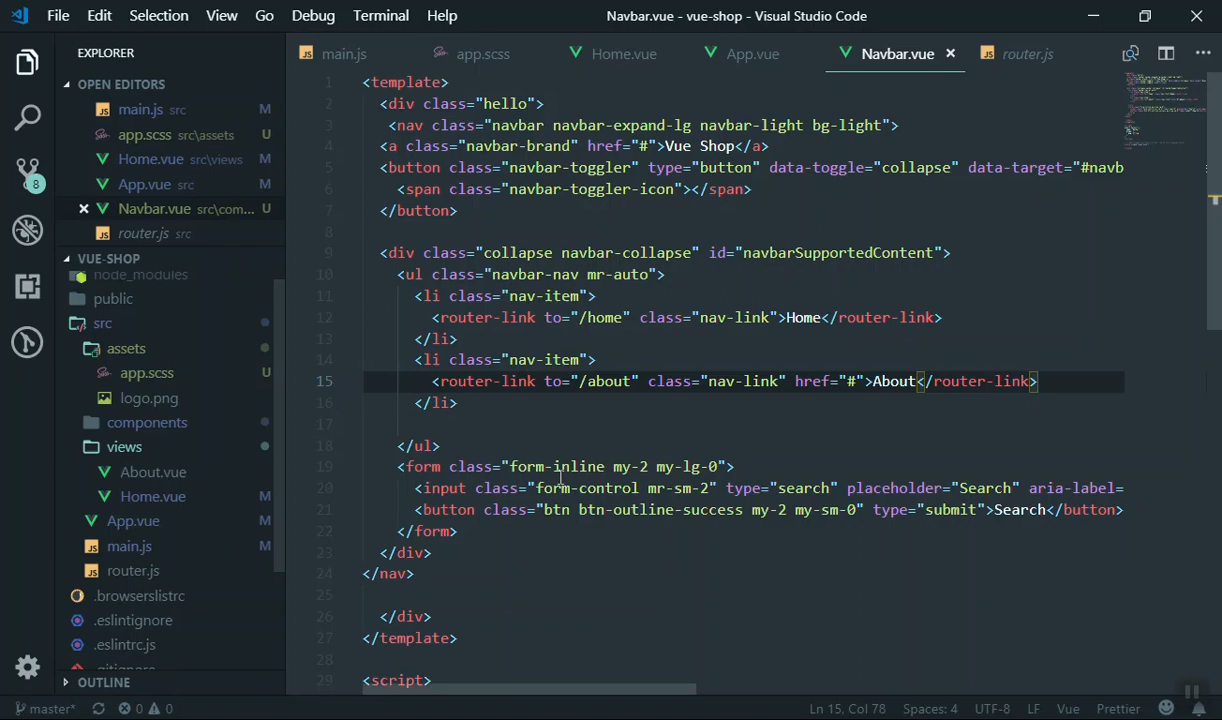 File Edit Selection View Go Debug Terminal Help Navbar.vue - vue-shop - Visual Studio Code
EXPLORER
OPEN EDITORS
main.js src M
app.scss src\assets U
Home.vue src\views M
App.vue src M
Navbar.vue src\com... U
router.js src
VUE-SHOP
node_modules
public
src
assets
app.scss U
logo.png
components
views
About.vue
Home.vue M
App.vue M
main.js M
router.js
.browserslistrc
.eslintignore
.eslintrc.js
.gitignore
OUTLINE
8
main.js app.scss Home.vue App.vue Navbar.vue router.js
1 <template>
2 <div class="hello">
3 <nav class="navbar navbar-expand-lg navbar-light bg-light">
4 <a class="navbar-brand" href="#">Vue Shop</a>
5 <button class="navbar-toggler" type="button" data-toggle="collapse" data-target="#navb
6 <span class="navbar-toggler-icon"></span>
7 </button>
8
9 <div class="collapse navbar-collapse" id="navbarSupportedContent">
10 <ul class="navbar-nav mr-auto">
11 <li class="nav-item">
12 <router-link to="/home" class="nav-link">Home</router-link>
13 </li>
14 <li class="nav-item">
15 <router-link to="/about" class="nav-link" href="#">About</router-link>
16 </li>
17
18 </ul>
19 <form class="form-inline my-2 my-lg-0">
20 <input class="form-control mr-sm-2" type="search" placeholder="Search" aria-label=
21 <button class="btn btn-outline-success my-2 my-sm-0" type="submit">Search</button>
22 </form>
23 </div>
24 </nav>
25
26 </div>
27 </template>
28
29 <script>
master* 0 0 Ln 15, Col 78 Spaces: 4 UTF-8 LF Vue Prettier